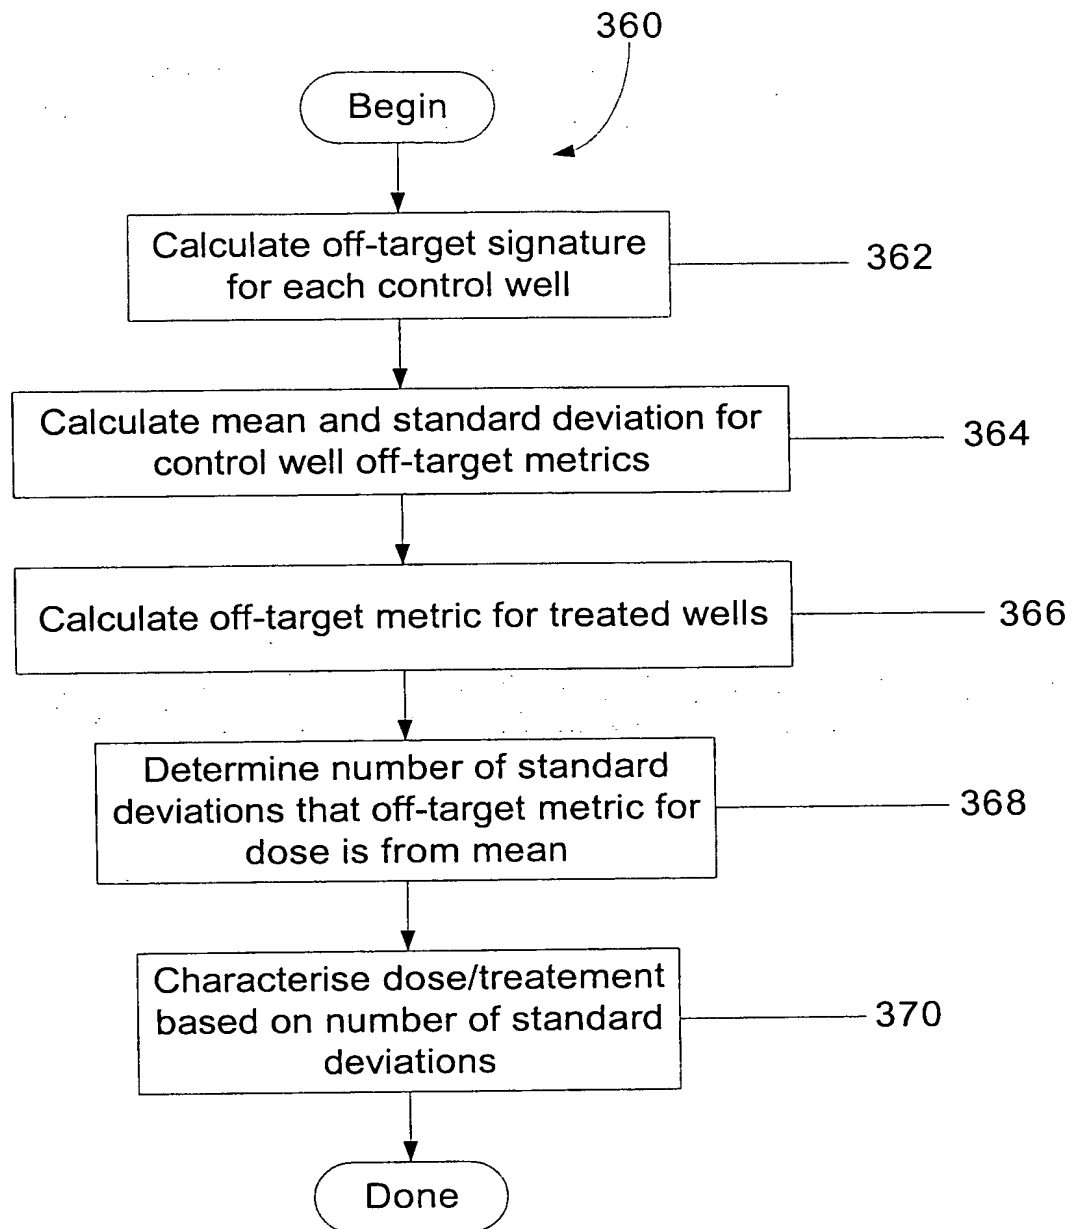 360
Begin
Calculate off-target signature
for each control well
362
Calculate mean and standard deviation for
control well off-target metrics
364
Calculate off-target metric for treated wells
366
Determine number of standard
deviations that off-target metric for
dose is from mean
368
Characterise dose/treatement
based on number of standard
deviations
370
Done